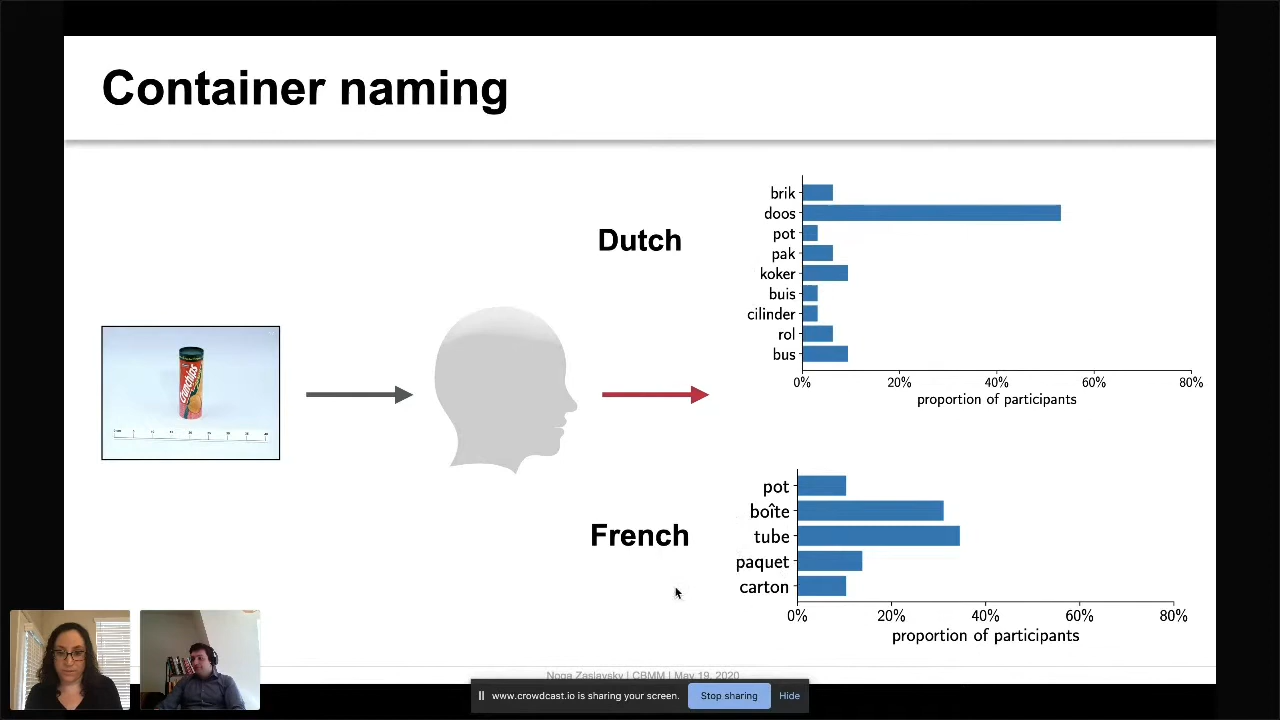 Container naming
Dutch
brik
doos
pot
pak
koker
buis
cilinder
rol
bus
0% 20% 40% 60% 80%
proportion of participants
Crunchips
French
pot
boîte
tube
paquet
carton
0% 20% 40% 60% 80%
proportion of participants
Noga Zaslavsky | CBMM | May 19, 2020
www.crowdcast.io is sharing your screen.
Stop sharing
Hide